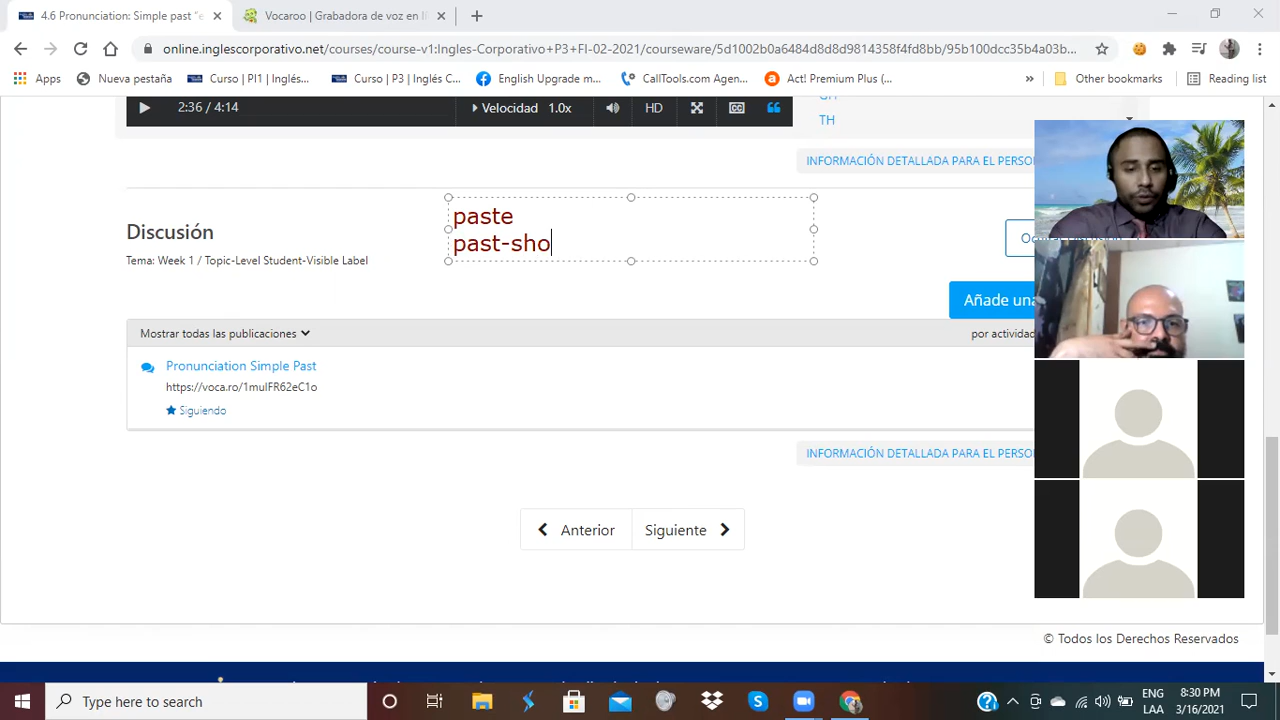 4.6 Pronunciation: Simple past "e
Vocaroo | Grabadora de voz en lí
online.inglescorporativo.net/courses/course-v1:Ingles-Corporativo+P3+FI-02-2021/courseware/5d1002b0a6484d8d8d9814358f4fd8bb/95b100dcc35b4a03b...
Apps
Nueva pestaña
Curso | PI1 | Inglés...
Curso | P3 | Inglés C...
English Upgrade m...
CallTools.com Agen...
Act! Premium Plus (...
»
Other bookmarks
Reading list
2:36 / 4:14
Velocidad 1.0x
HD
TH
INFORMACIÓN DETALLADA PARA EL PERSO
paste
past-sho
Discusión
Tema: Week 1 / Topic-Level Student-Visible Label
Añade una
Mostrar todas las publicaciones
por actividad
Pronunciation Simple Past
https://voca.ro/1muIFR62eC1o
Siguiendo
INFORMACIÓN DETALLADA PARA EL PERSO
Anterior
Siguiente
© Todos los Derechos Reservados
Type here to search
ENG
LAA
8:30 PM
3/16/2021